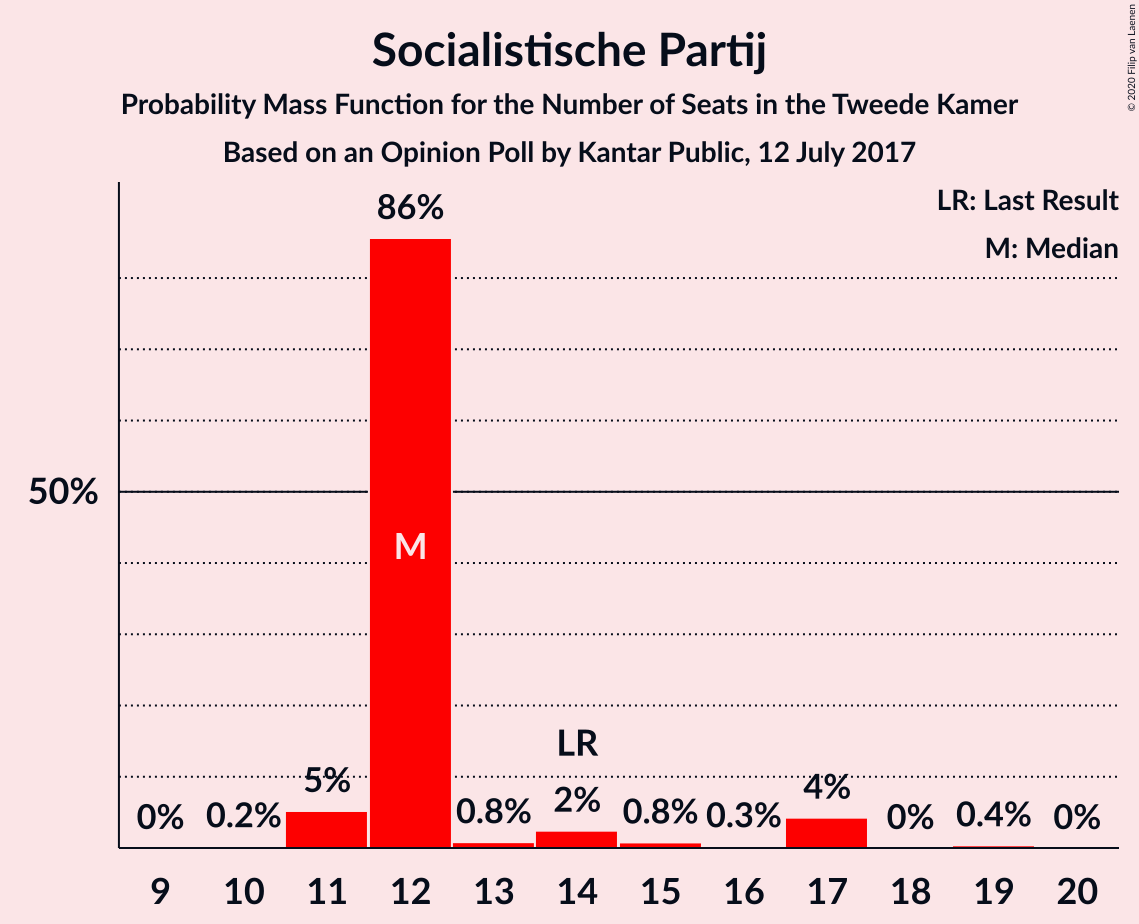 Socialistische Partij
Probability Mass Function for the Number of Seats in the Tweede Kamer
Based on an Opinion Poll by Kantar Public, 12 July 2017
© 2020 Filip van Laenen
LR: Last Result
M: Median
86%
50%
M
LR
5%
4%
2%
0% 0.2% 0.8% 0.8% 0.3% 0% 0.4% 0%
9 10 11 12 13 14 15 16 17 18 19 20